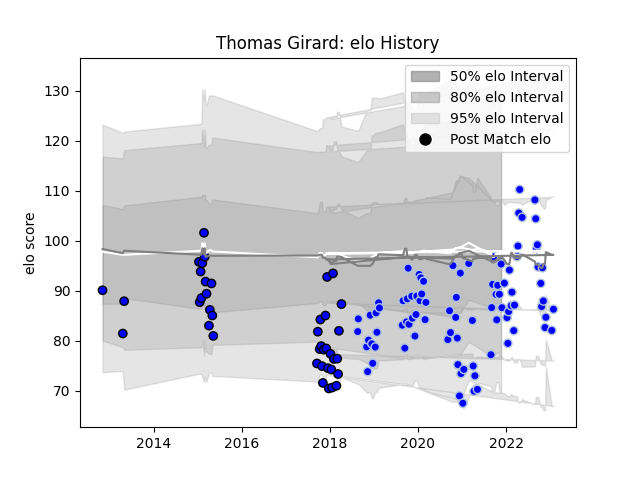 Thomas Girard: elo History
50% elo Interval
80% elo Interval
95% elo Interval
Post Match elo
elo score
130
120
110
100
90
80
70
2014
2016
2018
2020
2022